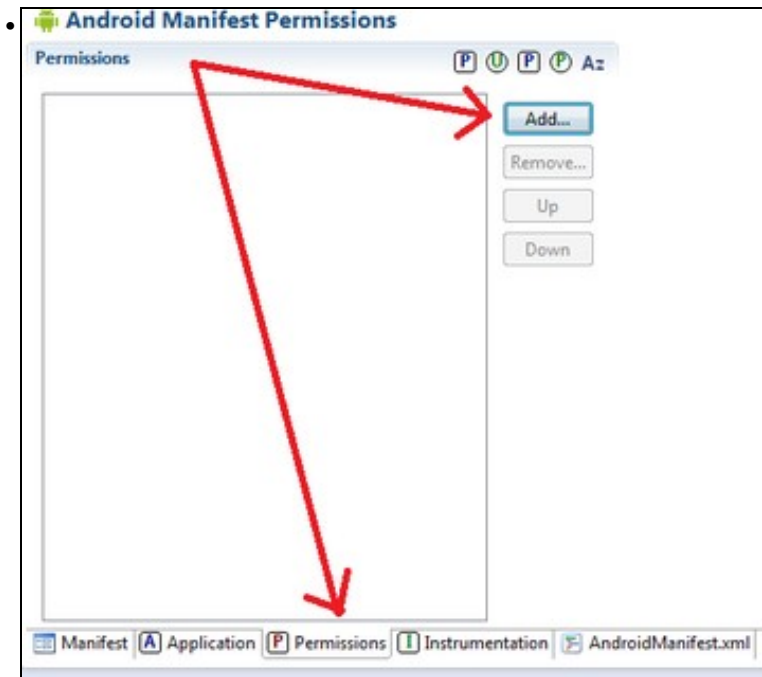 Android Manifest Permissions
Permissions P U P P Az
Add...
Remove...
Up
Down
Manifest A Application P Permissions I Instrumentation AndroidManifest.xml